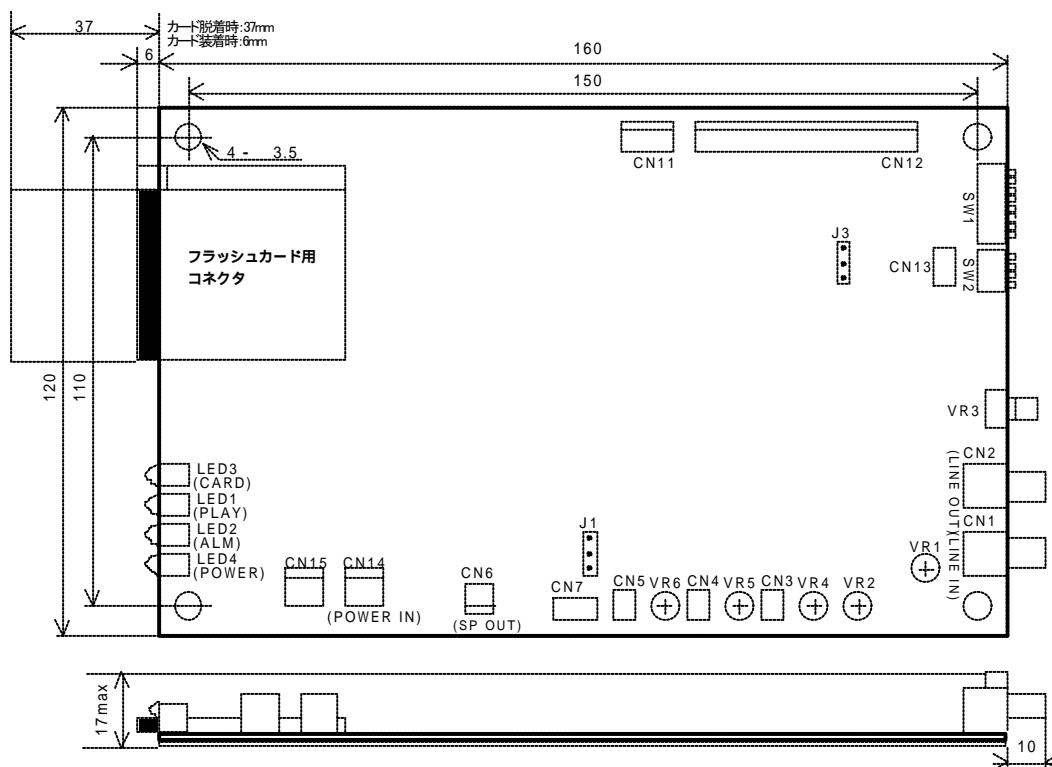 37
カード脱着時:37mm
カード装着時:6mm
6
160
150
4 - 3.5
CN11
CN12
SW1
J3
CN13
SW2
フラッシュカード用
コネクタ
120
110
VR3
CN2
(LINE OUT)
LED3
(CARD)
LED1
(PLAY)
LED2
(ALM)
LED4
(POWER)
J1
CN1
(LINE IN)
VR1
CN15
CN14
(POWER IN)
CN6
(SP OUT)
CN7
CN5
VR6
CN4
VR5
CN3
VR4
VR2
17max
10